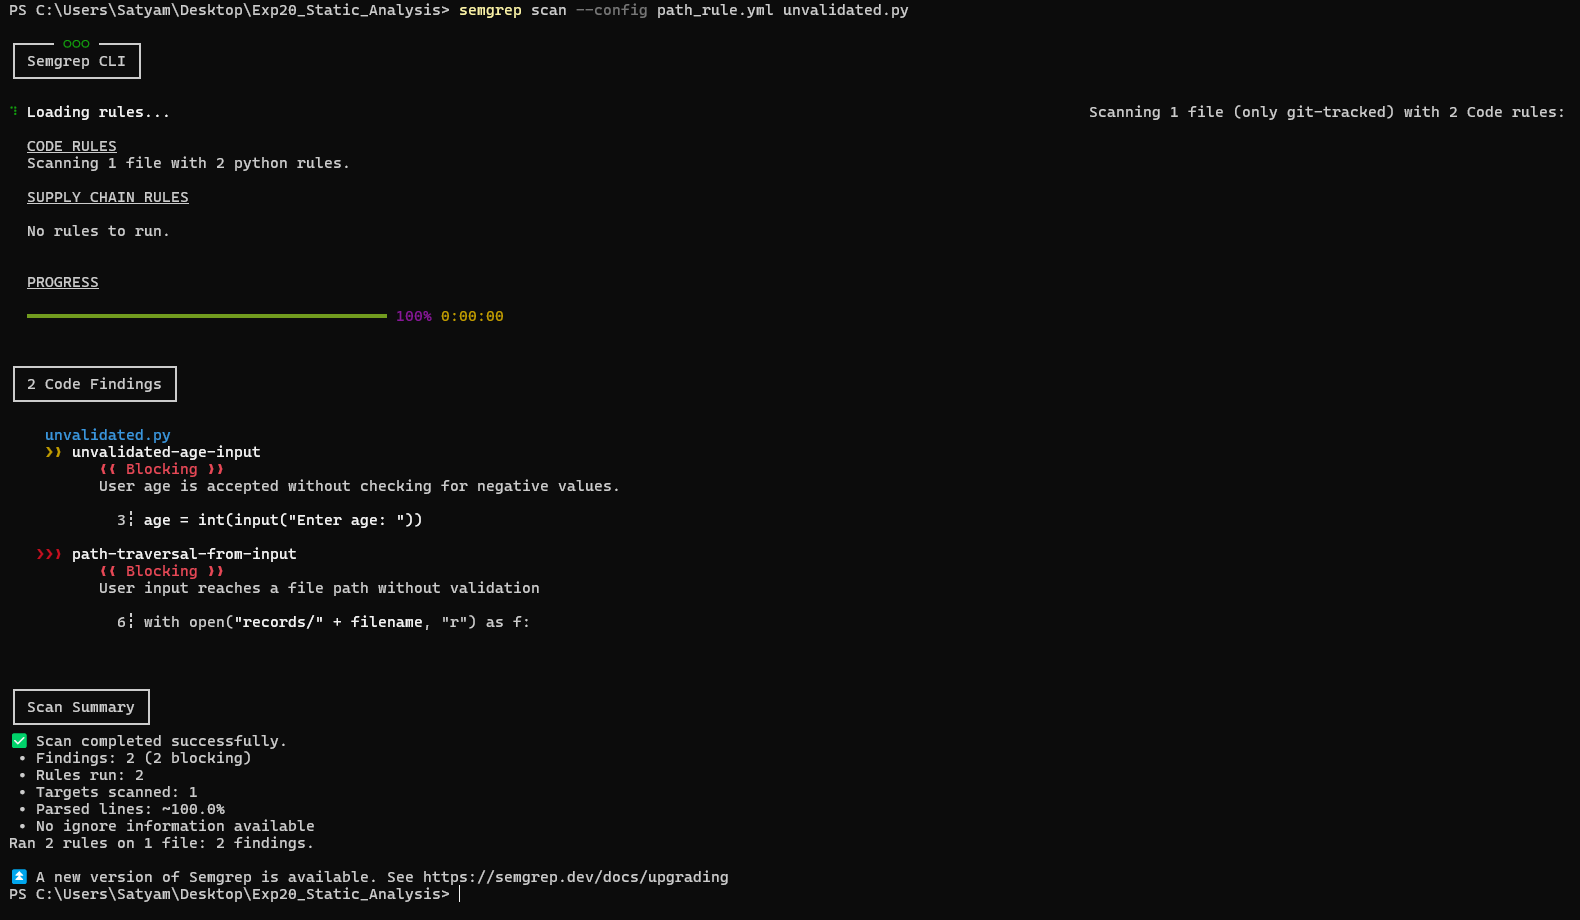 PS C:\Users\Satyam\Desktop\Exp20_Static_Analysis> semgrep scan --config path_rule.yml unvalidated.py
○○○
Semgrep CLI
Loading rules... Scanning 1 file (only git-tracked) with 2 Code rules:
CODE RULES
Scanning 1 file with 2 python rules.
SUPPLY CHAIN RULES
No rules to run.
PROGRESS
100% 0:00:00
2 Code Findings
unvalidated.py
❯❱ unvalidated-age-input
❰❰ Blocking ❱❱
User age is accepted without checking for negative values.
3┆ age = int(input("Enter age: "))
❯❯❱ path-traversal-from-input
❰❰ Blocking ❱❱
User input reaches a file path without validation
6┆ with open("records/" + filename, "r") as f:
Scan Summary
✅ Scan completed successfully.
• Findings: 2 (2 blocking)
• Rules run: 2
• Targets scanned: 1
• Parsed lines: ~100.0%
• No ignore information available
Ran 2 rules on 1 file: 2 findings.
⏫ A new version of Semgrep is available. See https://semgrep.dev/docs/upgrading
PS C:\Users\Satyam\Desktop\Exp20_Static_Analysis>